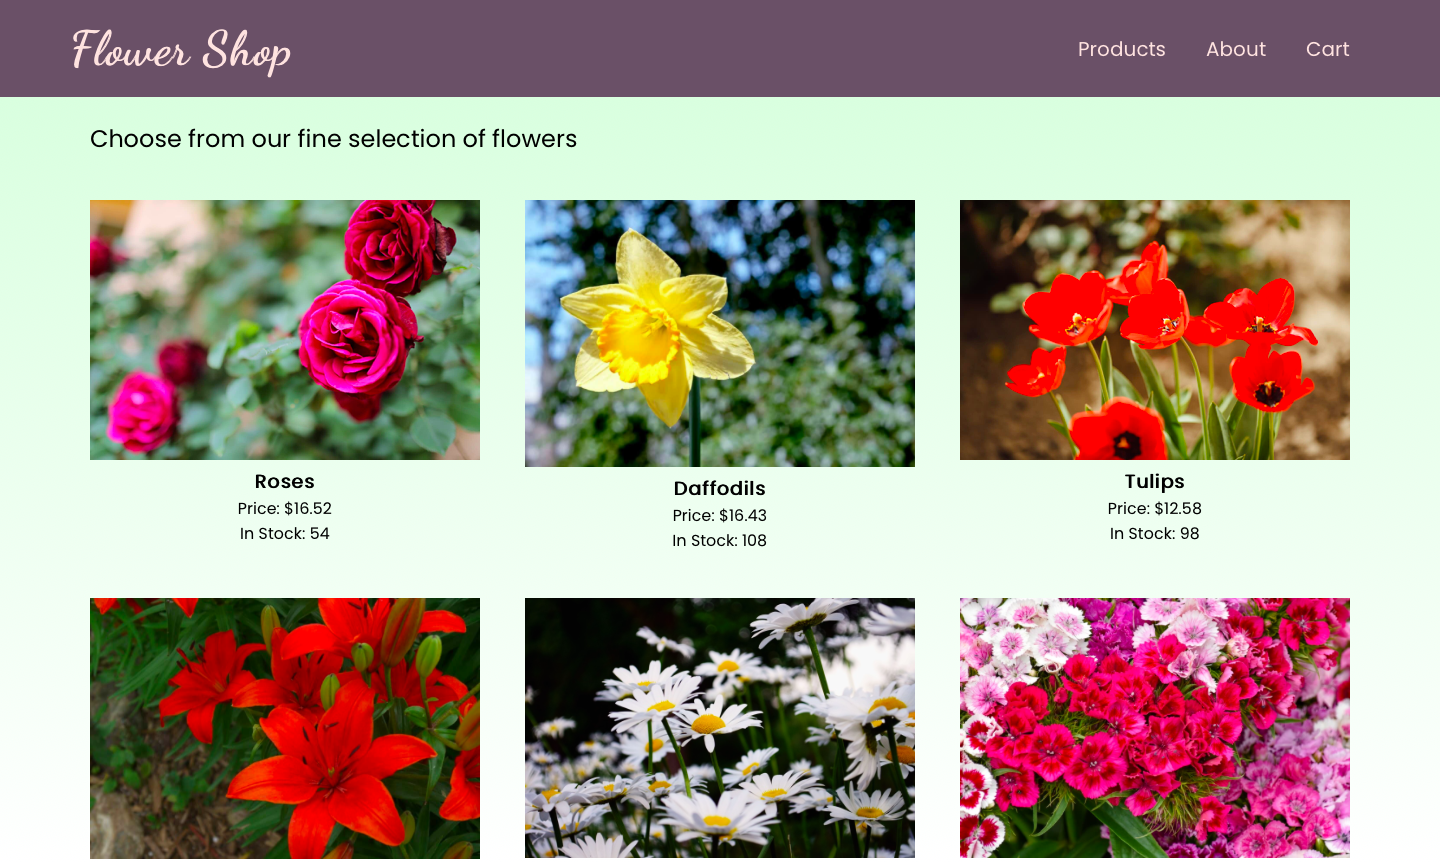 Flower Shop
Products
About
Cart
Choose from our fine selection of flowers
Roses
Price: $16.52
In Stock: 54
Daffodils
Price: $16.43
In Stock: 108
Tulips
Price: $12.58
In Stock: 98